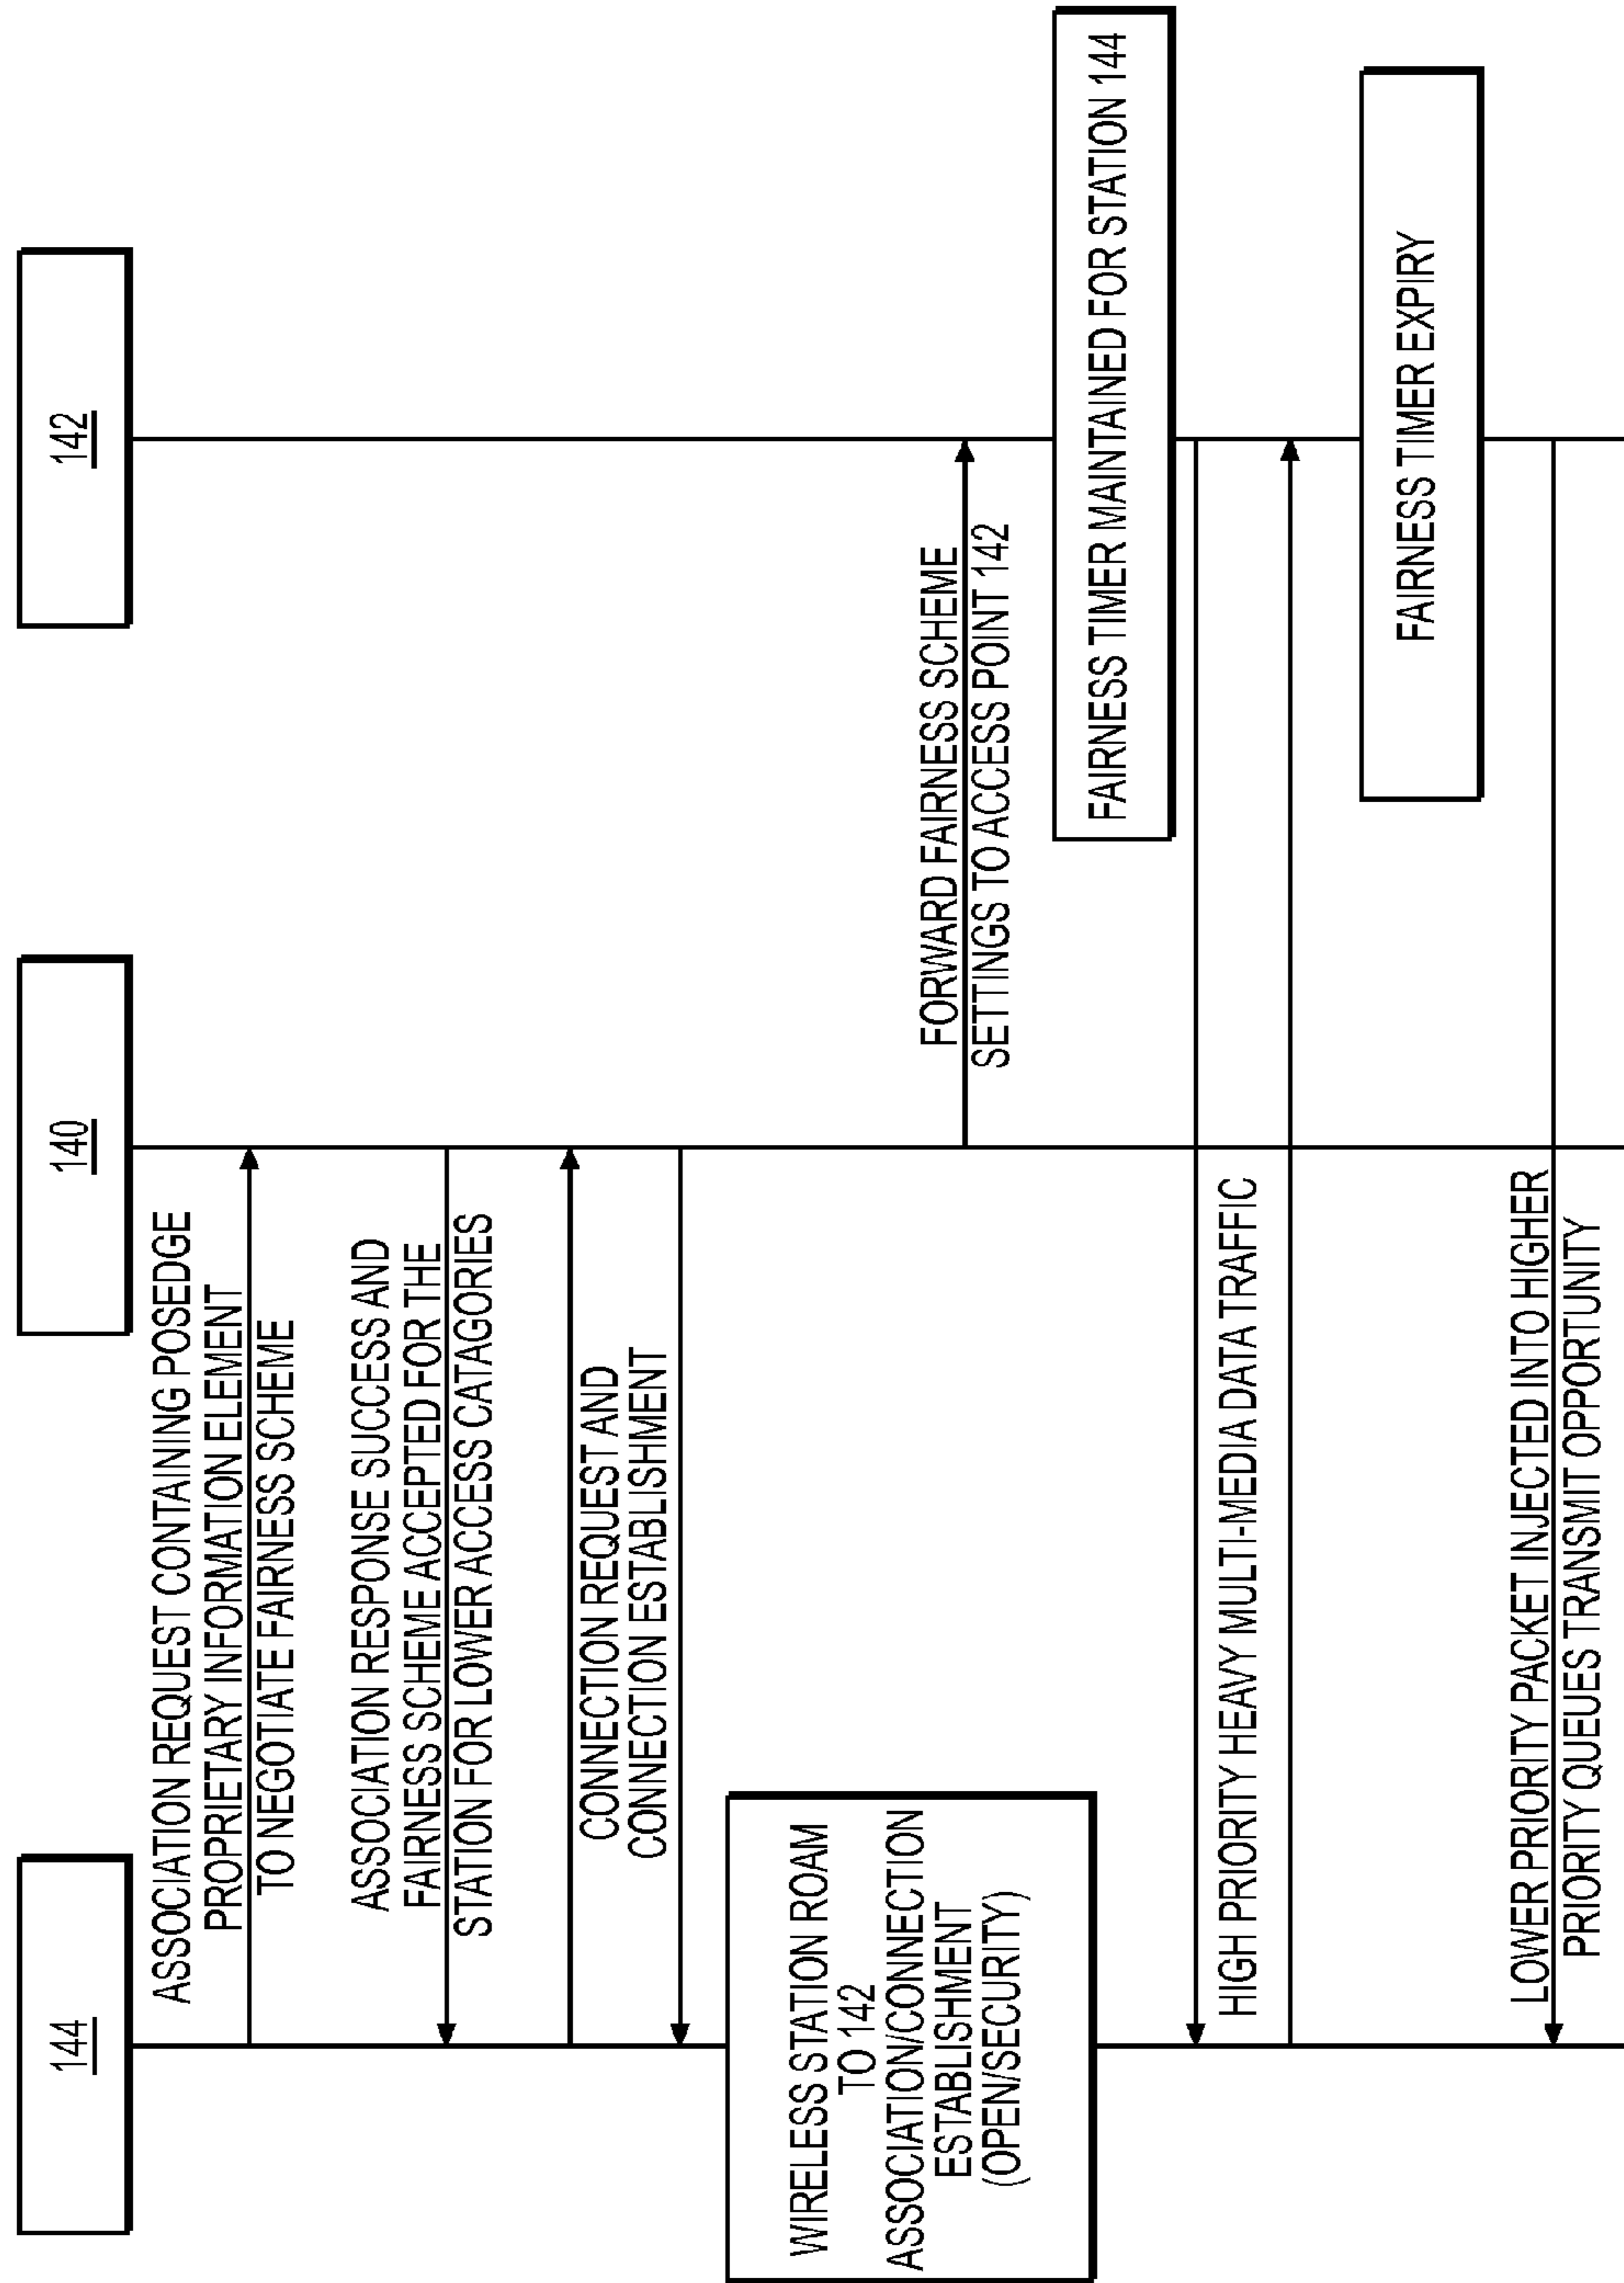 144
140
142
ASSOCIATION REQUEST CONTAINING POSEDGE
PROPRIETARY INFORMATION ELEMENT
TO NEGOTIATE FAIRNESS SCHEME
ASSOCIATION RESPONSE SUCCESS AND
FAIRNESS SCHEME ACCEPTED FOR THE
STATION FOR LOWER ACCESS CATAGORIES
CONNECTION REQUEST AND
CONNECTION ESTABLISHMENT
WIRELESS STATION ROAM
TO 142
ASSOCIATION/CONNECTION
ESTABLISHMENT
(OPEN/SECURITY)
FORWARD FAIRNESS SCHEME
SETTINGS TO ACCESS POINT 142
FAIRNESS TIMER MAINTAINED FOR STATION 144
HIGH PRIORITY HEAVY MULTI-MEDIA DATA TRAFFIC
FAIRNESS TIMER EXPIRY
LOWER PRIORITY PACKET INJECTED INTO HIGHER
PRIORITY QUEUES TRANSMIT OPPORTUNITY